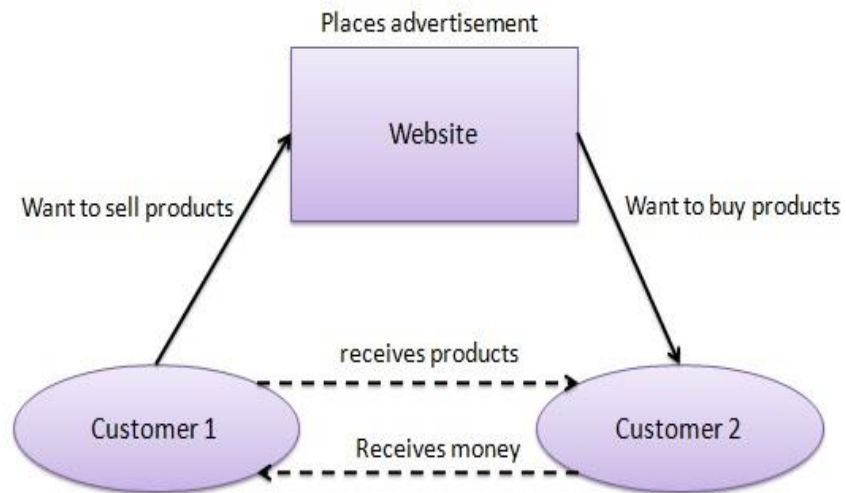 Places advertisement
Website
Want to sell products
Want to buy products
receives products
Customer 1
Customer 2
Receives money